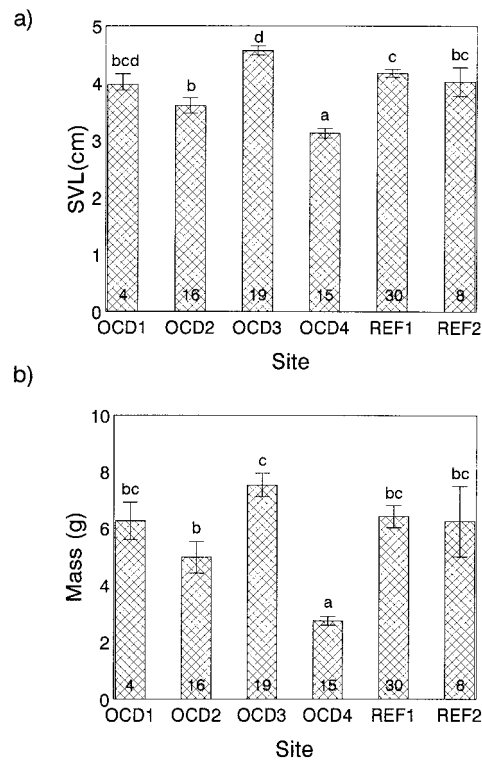 a)
5
4
3
2
1
0
SVL(cm)
bcd
b
d
a
c
bc
4
16
19
15
30
8
OCD1 OCD2 OCD3 OCD4 REF1 REF2
Site
b)
10
8
6
4
2
0
Mass (g)
bc
b
c
a
bc
bc
4
16
19
15
30
8
OCD1 OCD2 OCD3 OCD4 REF1 REF2
Site